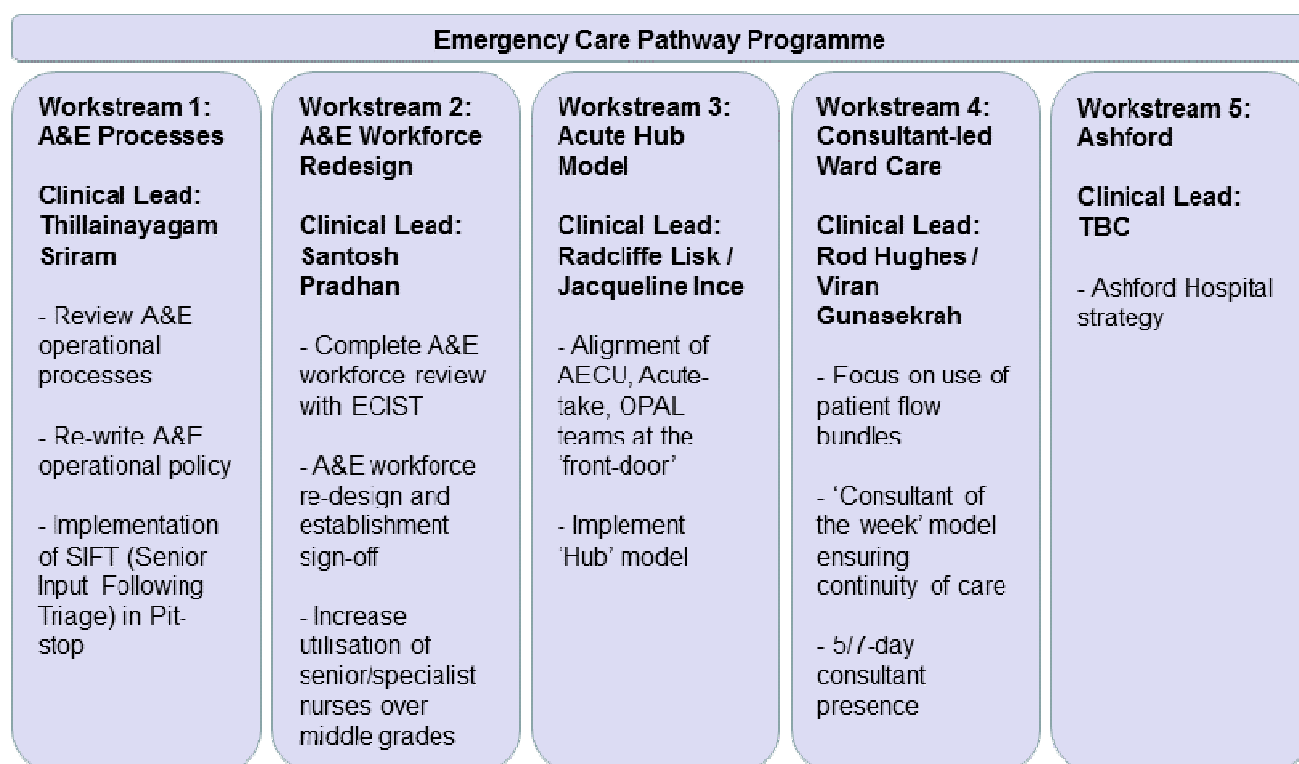 Emergency Care Pathway Programme
Workstream 1:
A&E Processes
Clinical Lead:
Thillainayagam
Sriram
- Review A&E
operational
processes
- Re-write A&E
operational policy
- Implementation
of SIFT (Senior
Input Following
Triage) in Pit-
stop
Workstream 2:
A&E Workforce
Redesign
Clinical Lead:
Santosh
Pradhan
- Complete A&E
workforce review
with ECIST
- A&E workforce
re-design and
establishment
sign-off
- Increase
utilisation of
senior/specialist
nurses over
middle grades
Workstream 3:
Acute Hub
Model
Clinical Lead:
Radcliffe Lisk /
Jacqueline Ince
- Alignment of
AECU, Acute-
take, OPAL
teams at the
‘front-door’
- Implement
‘Hub’ model
Workstream 4:
Consultant-led
Ward Care
Clinical Lead:
Rod Hughes /
Viran
Gunasekrah
- Focus on use of
patient flow
bundles
- ‘Consultant of
the week’ model
ensuring
continuity of care
- 5/7-day
consultant
presence
Workstream 5:
Ashford
Clinical Lead:
TBC
- Ashford Hospital
strategy